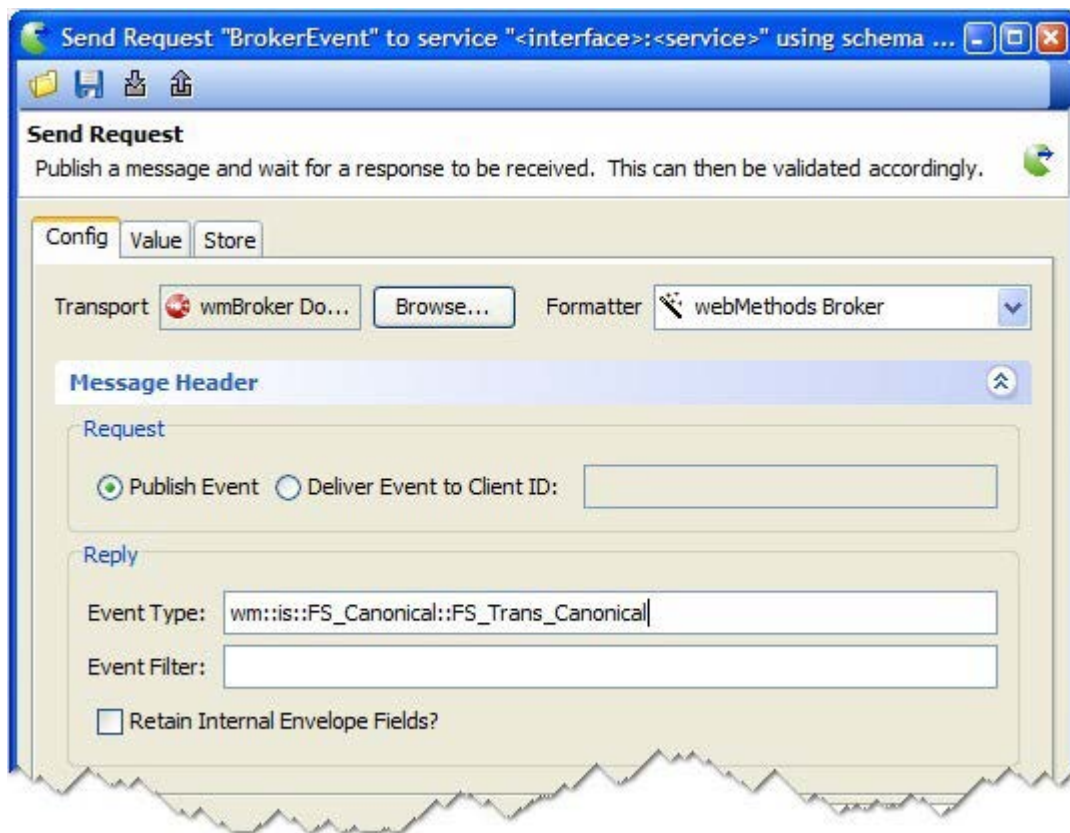 Send Request "BrokerEvent" to service "<interface>:<service>" using schema ...
Send Request
Publish a message and wait for a response to be received. This can then be validated accordingly.
Config Value Store
Transport wmBroker Do... Browse... Formatter webMethods Broker
Message Header
Request
Publish Event Deliver Event to Client ID:
Reply
Event Type: wm::is::FS_Canonical::FS_Trans_Canonical
Event Filter:
Retain Internal Envelope Fields?